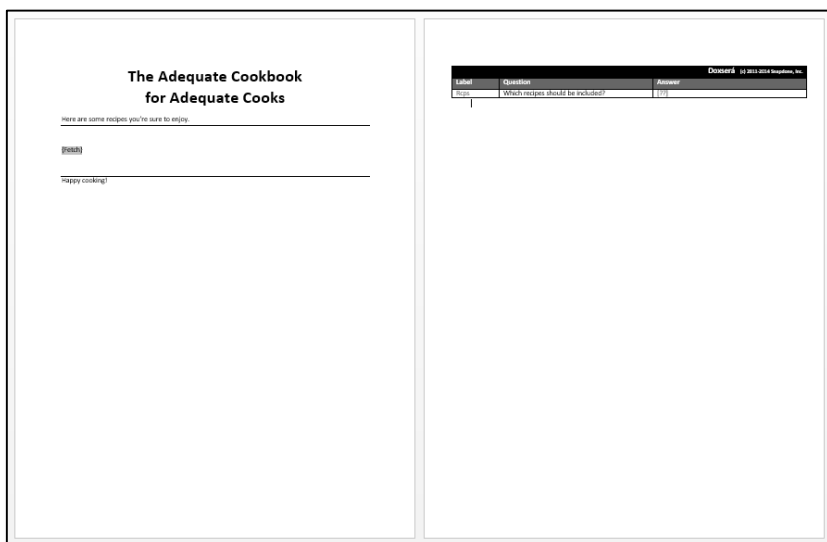 The Adequate Cookbook
for Adequate Cooks
Here are some recipes you're sure to enjoy.
{Fetch}
Happy cooking!
Doxserá (c) 2011-2014 Snapdone, Inc.
Label Question Answer
Rcps Which recipes should be included? [??]